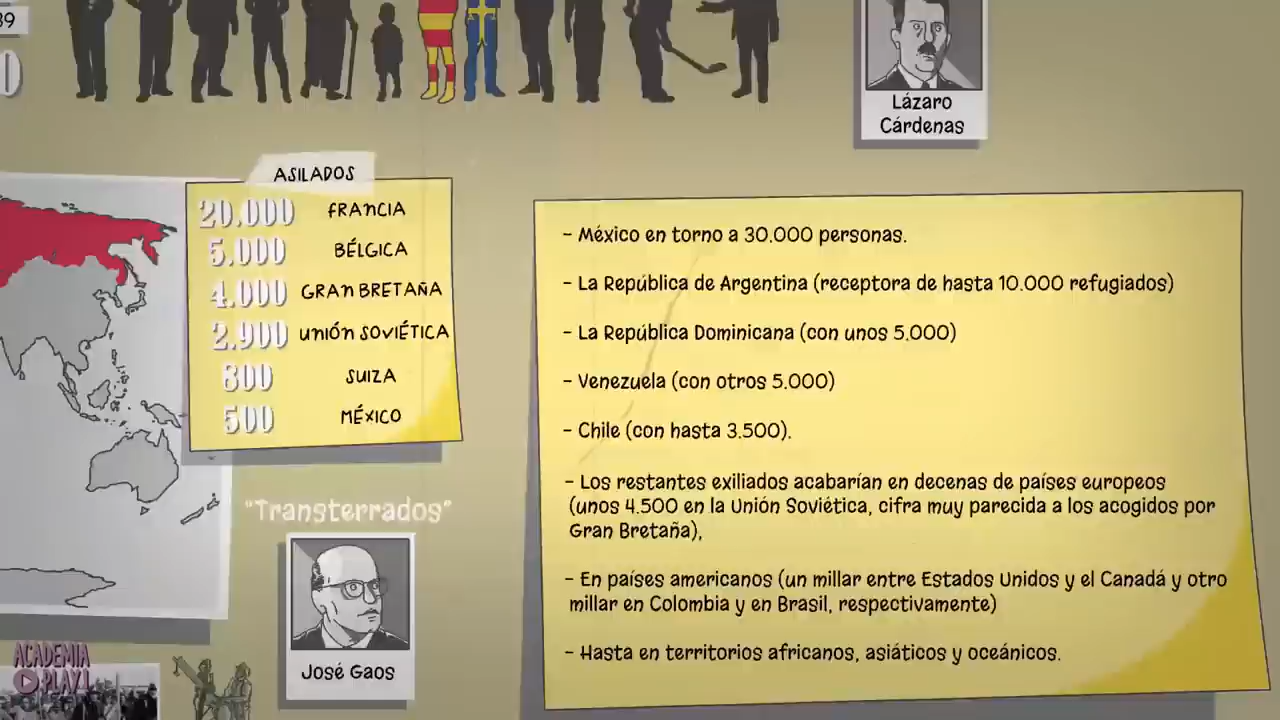 39
0
Lázaro
Cárdenas
ASILADOS
20.000 FRANCIA
5.000 BÉLGICA
4.000 GRAN BRETAÑA
2.900 UNIÓN SOVIÉTICA
800 SUIZA
500 MÉXICO
- México en torno a 30.000 personas.
- La República de Argentina (receptora de hasta 10.000 refugiados)
- La República Dominicana (con unos 5.000)
- Venezuela (con otros 5.000)
- Chile (con hasta 3.500).
- Los restantes exiliados acabarían en decenas de países europeos
(unos 4.500 en la Unión Soviética, cifra muy parecida a los acogidos por
Gran Bretaña),
- En países americanos (un millar entre Estados Unidos y el Canadá y otro
millar en Colombia y en Brasil, respectivamente)
- Hasta en territorios africanos, asiáticos y oceánicos.
"Transterrados"
José Gaos
ACADEMIA
PLAY!